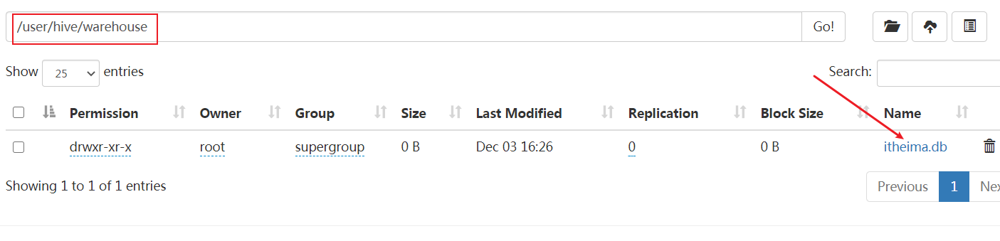 /user/hive/warehouse Go!
Show 25 entries Search:
Permission Owner Group Size Last Modified Replication Block Size Name
drwxr-xr-x root supergroup 0 B Dec 03 16:26 0 0 B itheima.db
Showing 1 to 1 of 1 entries
Previous 1